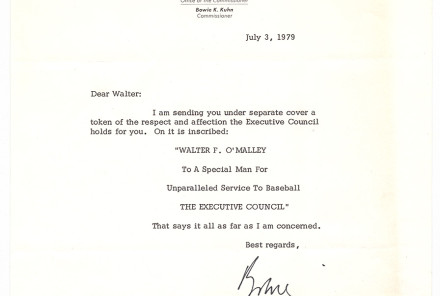 Office of the Commissioner
Bowie K. Kuhn
Commissioner
July 3, 1979
Dear Walter:
I am sending you under separate cover a
token of the respect and affection the Executive Council
holds for you. On it is inscribed:
"WALTER F. O'MALLEY
To A Special Man For
Unparalleled Service To Baseball
THE EXECUTIVE COUNCIL"
That says it all as far as I am concerned.
Best regards,
Bowie